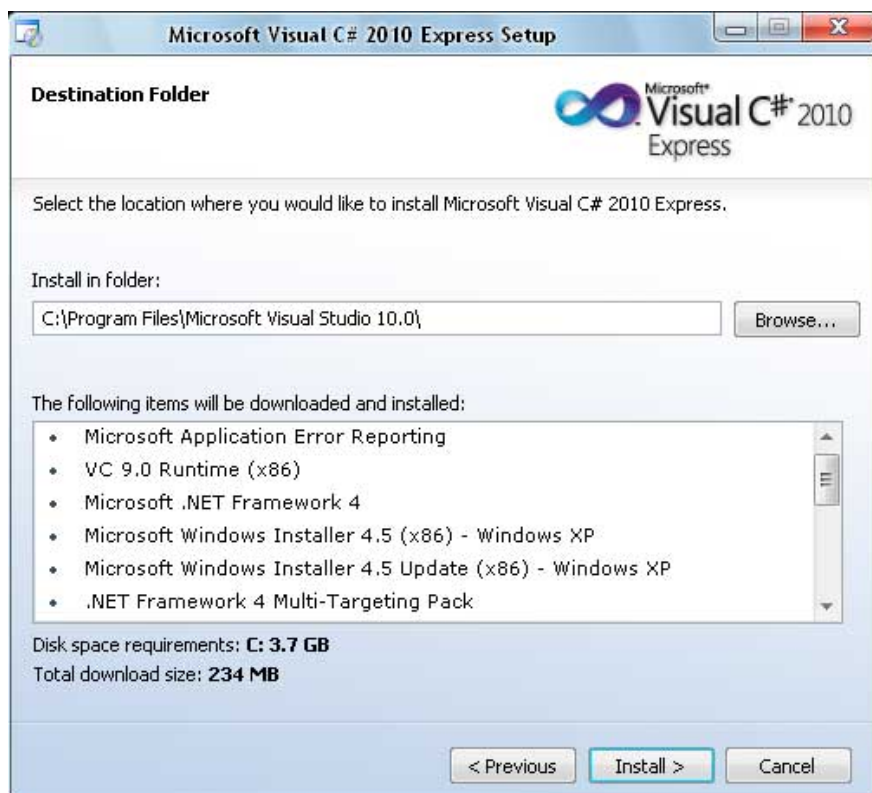 Microsoft Visual C# 2010 Express Setup
Destination Folder
Microsoft®
Visual C#® 2010
Express
Select the location where you would like to install Microsoft Visual C# 2010 Express.
Install in folder:
C:\Program Files\Microsoft Visual Studio 10.0\
Browse...
The following items will be downloaded and installed:
• Microsoft Application Error Reporting
• VC 9.0 Runtime (x86)
• Microsoft .NET Framework 4
• Microsoft Windows Installer 4.5 (x86) - Windows XP
• Microsoft Windows Installer 4.5 Update (x86) - Windows XP
• .NET Framework 4 Multi-Targeting Pack
Disk space requirements: C: 3.7 GB
Total download size: 234 MB
< Previous
Install >
Cancel